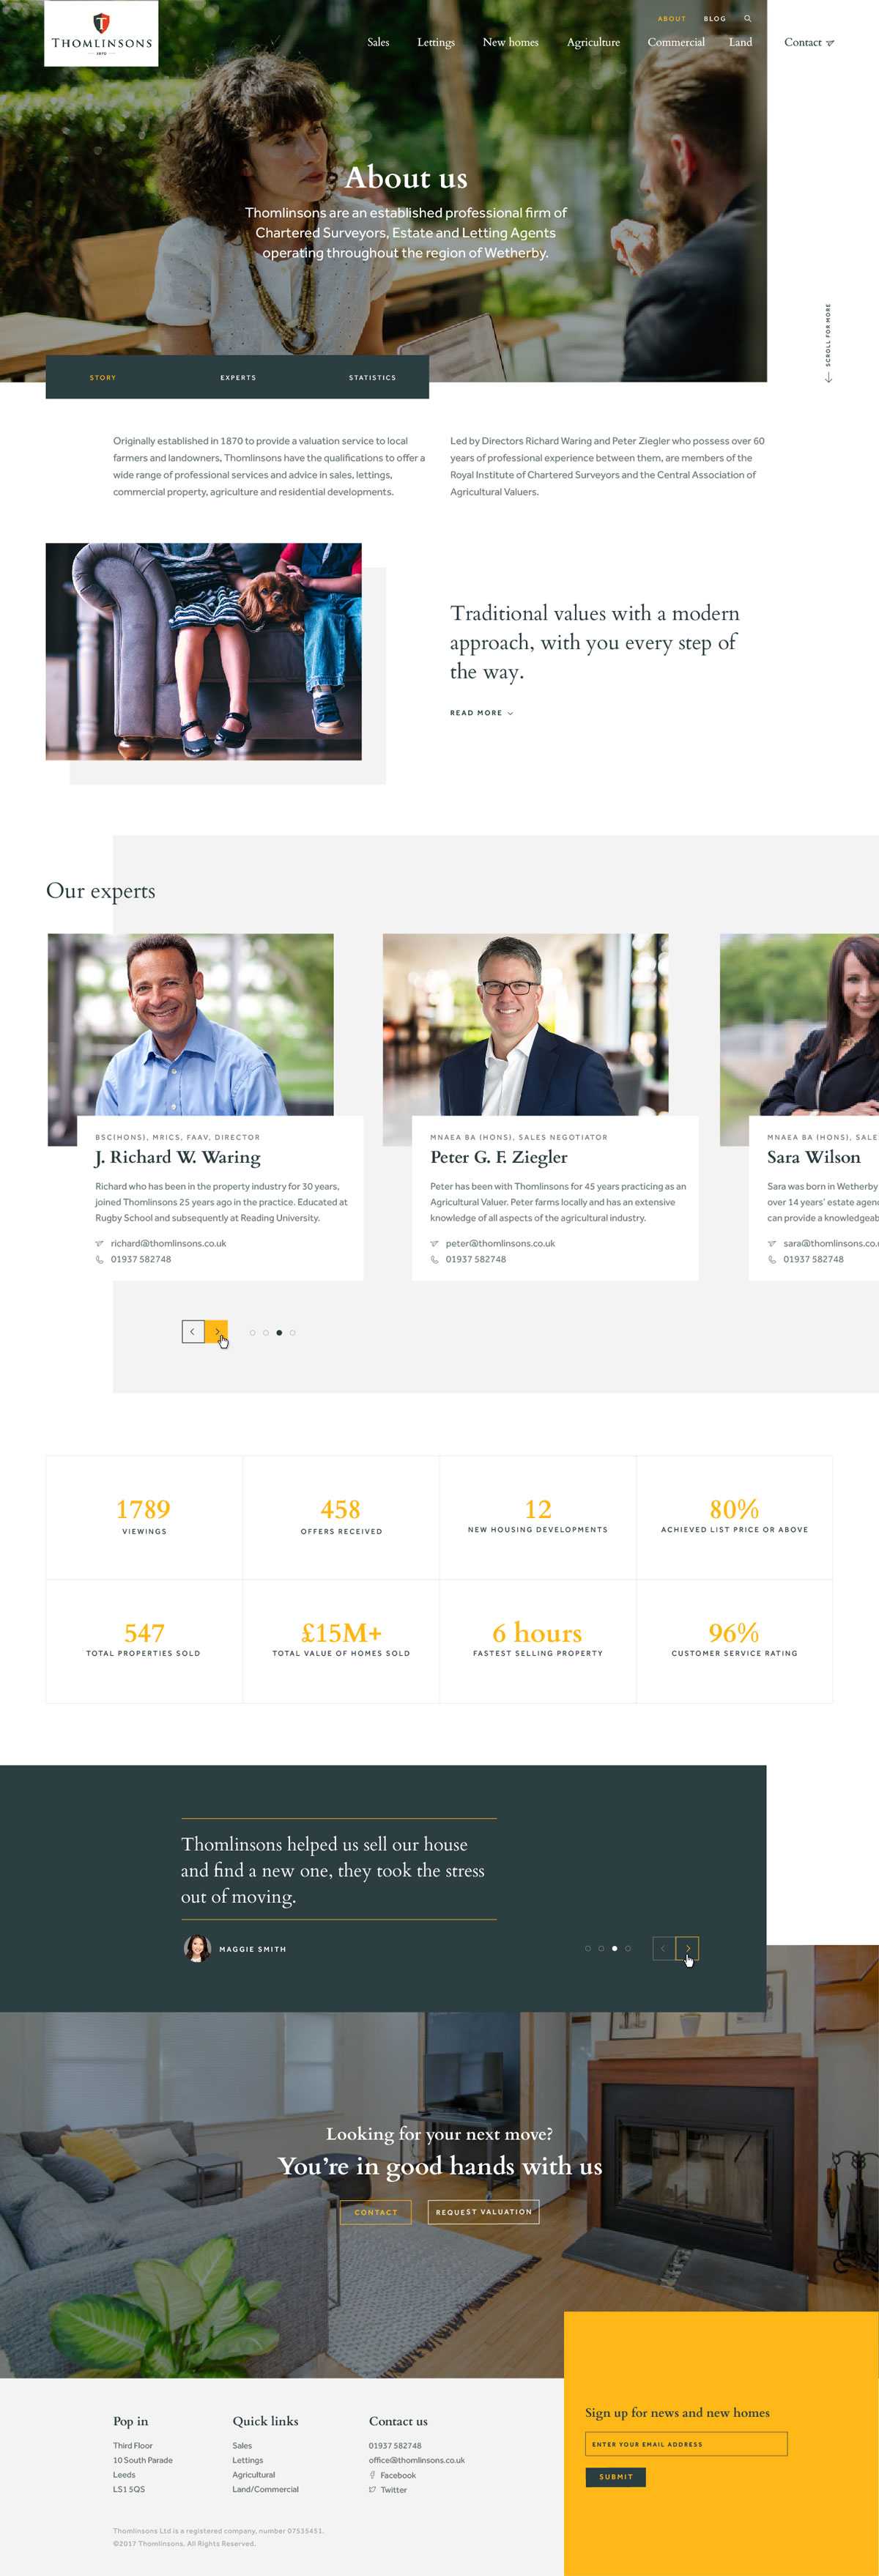 THOMLINSONS
1870
ABOUT
BLOG
Sales
Lettings
New homes
Agriculture
Commercial
Land
Contact
About us
Thomlinsons are an established professional firm of
Chartered Surveyors, Estate and Letting Agents
operating throughout the region of Wetherby.
SCROLL FOR MORE
STORY
EXPERTS
STATISTICS
Originally established in 1870 to provide a valuation service to local
farmers and landowners, Thomlinsons have the qualifications to offer a
wide range of professional services and advice in sales, lettings,
commercial property, agriculture and residential developments.
Led by Directors Richard Waring and Peter Ziegler who possess over 60
years of professional experience between them, are members of the
Royal Institute of Chartered Surveyors and the Central Association of
Agricultural Valuers.
Traditional values with a modern
approach, with you every step of
the way.
READ MORE
Our experts
BSC(HONS), MRICS, FAAV, DIRECTOR
J. Richard W. Waring
Richard who has been in the property industry for 30 years,
joined Thomlinsons 25 years ago in the practice. Educated at
Rugby School and subsequently at Reading University.
richard@thomlinsons.co.uk
01937 582748
MNAEA BA (HONS), SALES NEGOTIATOR
Peter G. F. Ziegler
Peter has been with Thomlinsons for 45 years practicing as an
Agricultural Valuer. Peter farms locally and has an extensive
knowledge of all aspects of the agricultural industry.
peter@thomlinsons.co.uk
01937 582748
MNAEA BA (HONS), SALE
Sara Wilson
Sara was born in Wetherby
over 14 years' estate agen
can provide a knowledgeab
sara@thomlinsons.co.
01937 582748
1789
VIEWINGS
458
OFFERS RECEIVED
12
NEW HOUSING DEVELOPMENTS
80%
ACHIEVED LIST PRICE OR ABOVE
547
TOTAL PROPERTIES SOLD
£15M+
TOTAL VALUE OF HOMES SOLD
6 hours
FASTEST SELLING PROPERTY
96%
CUSTOMER SERVICE RATING
Thomlinsons helped us sell our house
and find a new one, they took the stress
out of moving.
MAGGIE SMITH
Looking for your next move?
You're in good hands with us
CONTACT
REQUEST VALUATION
Pop in
Third Floor
10 South Parade
Leeds
LS1 5QS
Quick links
Sales
Lettings
Agricultural
Land/Commercial
Contact us
01937 582748
office@thomlinsons.co.uk
Facebook
Twitter
Sign up for news and new homes
ENTER YOUR EMAIL ADDRESS
SUBMIT
Thomlinsons Ltd is a registered company, number 07535451.
©2017 Thomlinsons. All Rights Reserved.